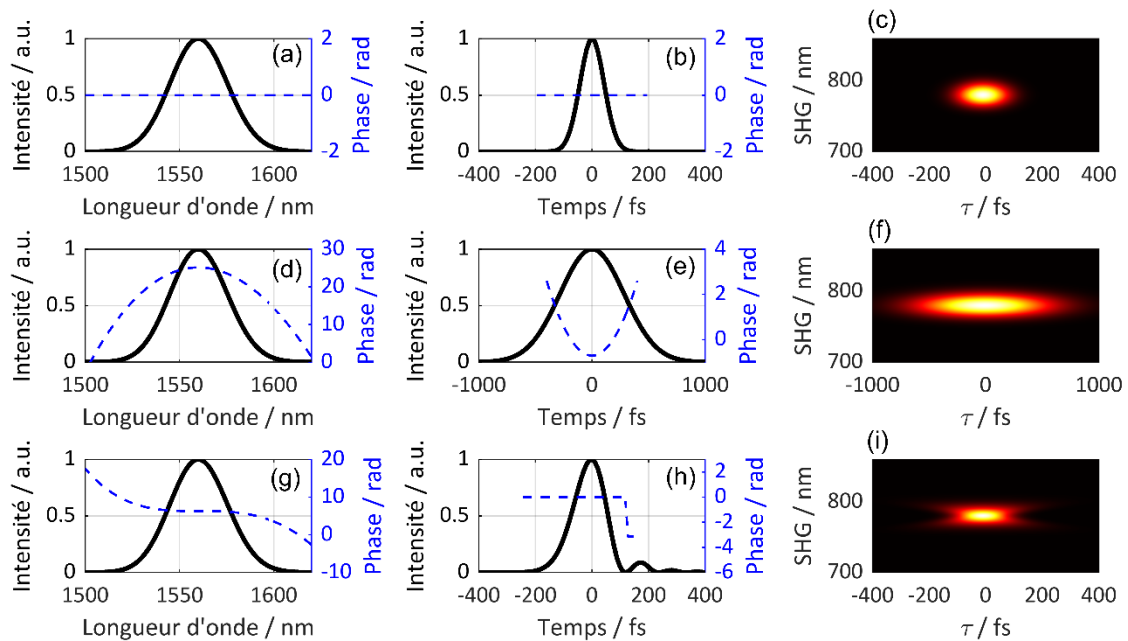 (a)
Intensité / a.u.
1
0.5
0
2
0
-2
Phase / rad
1500
1560
1620
Longueur d'onde / nm
(b)
Intensité / a.u.
1
0.5
0
2
0
-2
Phase / rad
-400
-200
0
200
400
Temps / fs
(c)
SHG / nm
800
700
-400
-200
0
200
400
τ / fs
(d)
Intensité / a.u.
1
0.5
0
30
20
10
0
Phase / rad
1500
1560
1620
Longueur d'onde / nm
(e)
Intensité / a.u.
1
0.5
0
4
2
0
Phase / rad
-1000
0
1000
Temps / fs
(f)
SHG / nm
800
700
-1000
0
1000
τ / fs
(g)
Intensité / a.u.
1
0.5
0
20
10
0
-10
Phase / rad
1500
1560
1620
Longueur d'onde / nm
(h)
Intensité / a.u.
1
0.5
0
2
0
-2
-4
-6
Phase / rad
-400
-200
0
200
400
Temps / fs
(i)
SHG / nm
800
700
-400
-200
0
200
400
τ / fs